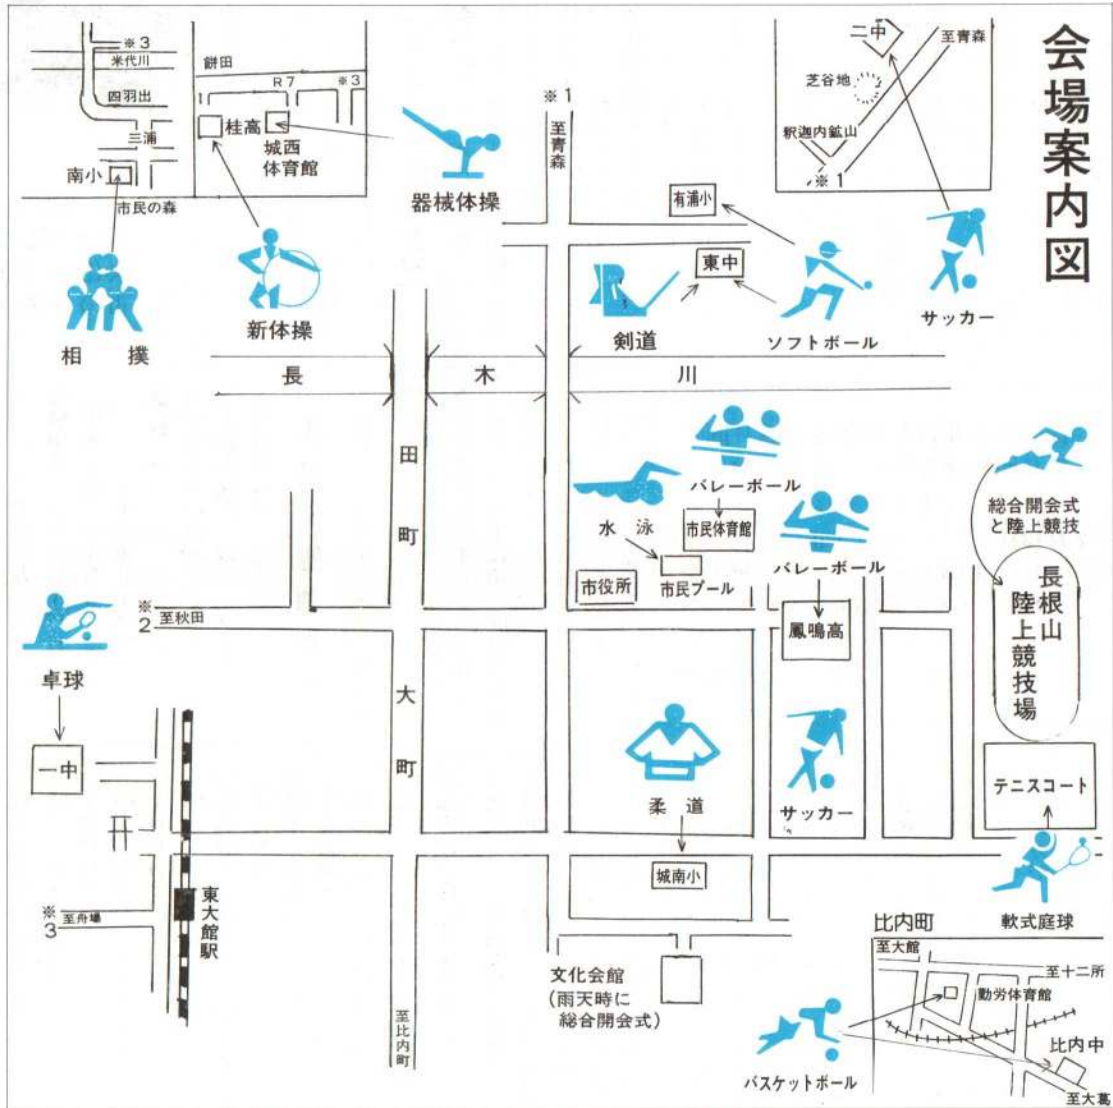 会場案内図
※3
米代川
四羽出
三浦
南小
市民の森
相撲
餅田
R7
※3
桂高
城西
体育館
新体操
器械体操
※1
至青森
二中
至青森
芝谷地
釈迦内鉱山
※1
サッカー
有浦小
東中
剣道
ソフトボール
長木川
田町
バレーボール
水泳
市民体育館
市役所
市民プール
バレーボール
鳳鳴高
総合開会式
と陸上競技
長根山
陸上競技場
※2
至秋田
卓球
一中
大町
柔道
サッカー
テニスコート
城南小
軟式庭球
※3
至舟場
東大館駅
文化会館
(雨天時に
総合開会式)
至比内町
比内町
至大館
至十二所
勤労体育館
比内中
至大葛
バスケットボール